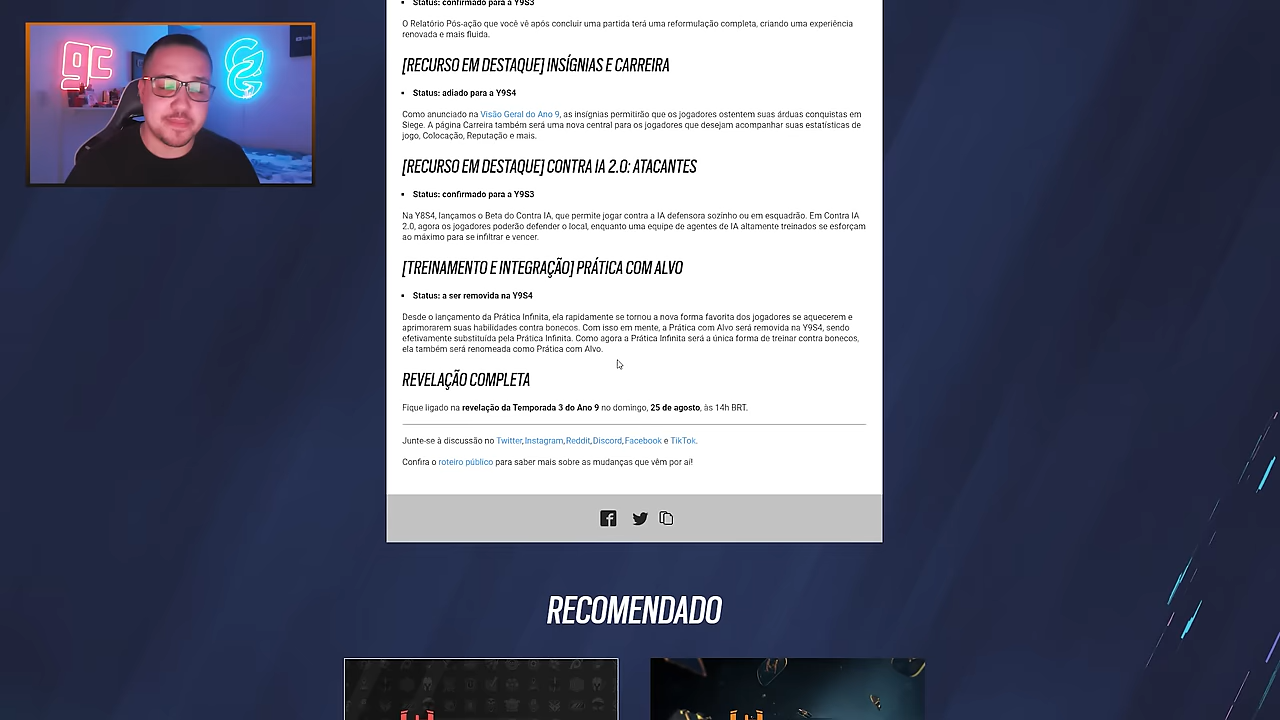 gc
Status: confirmado para a Y9S3
O Relatório Pós-ação que você vê após concluir uma partida terá uma reformulação completa, criando uma experiência
renovada e mais fluida.
[RECURSO EM DESTAQUE] INSÍGNIAS E CARREIRA
Status: adiado para a Y9S4
Como anunciado na Visão Geral do Ano 9, as insígnias permitirão que os jogadores ostentem suas árduas conquistas em
Siege. A página Carreira também será uma nova central para os jogadores que desejam acompanhar suas estatísticas de
jogo, Colocação, Reputação e mais.
[RECURSO EM DESTAQUE] CONTRA IA 2.0: ATACANTES
Status: confirmado para a Y9S3
Na Y8S4, lançamos o Beta do Contra IA, que permite jogar contra a IA defensora sozinho ou em esquadrão. Em Contra IA
2.0, agora os jogadores poderão defender o local, enquanto uma equipe de agentes de IA altamente treinados se esforçam
ao máximo para se infiltrar e vencer.
[TREINAMENTO E INTEGRAÇÃO] PRÁTICA COM ALVO
Status: a ser removida na Y9S4
Desde o lançamento da Prática Infinita, ela rapidamente se tornou a nova forma favorita dos jogadores se aquecerem e
aprimorarem suas habilidades contra bonecos. Com isso em mente, a Prática com Alvo será removida na Y9S4, sendo
efetivamente substituída pela Prática Infinita. Como agora a Prática Infinita será a única forma de treinar contra bonecos,
ela também será renomeada como Prática com Alvo.
REVELAÇÃO COMPLETA
Fique ligado na revelação da Temporada 3 do Ano 9 no domingo, 25 de agosto, às 14h BRT.
Junte-se à discussão no Twitter, Instagram, Reddit, Discord, Facebook e TikTok.
Confira o roteiro público para saber mais sobre as mudanças que vêm por aí!
RECOMENDADO